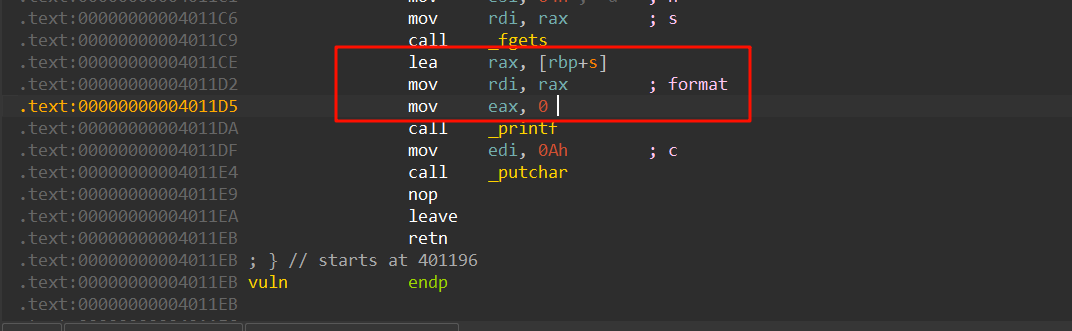 mov rdi, rax ; s
.text:00000000004011C6
.text:00000000004011C9 call _fgets
.text:00000000004011CE lea rax, [rbp+s]
.text:00000000004011D2 mov rdi, rax ; format
.text:00000000004011D5 mov eax, 0
.text:00000000004011DA call _printf
.text:00000000004011DF mov edi, 0Ah ; c
.text:00000000004011E4 call _putchar
.text:00000000004011E9 nop
.text:00000000004011EA leave
.text:00000000004011EB retn
.text:00000000004011EB ; } // starts at 401196
.text:00000000004011EB vuln endp
.text:00000000004011EB